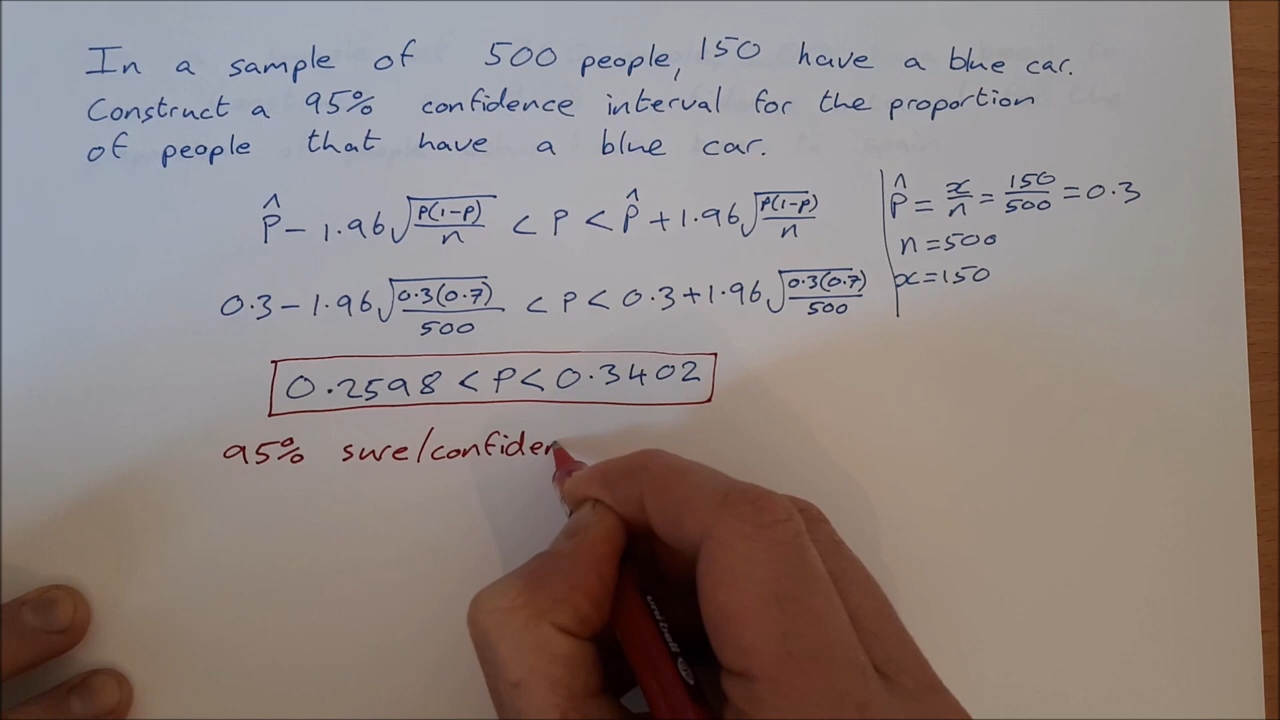 In a sample of 500 people, 150 have a blue car.
Construct a 95% confidence interval for the proportion
of people that have a blue car.
p̂ - 1.96√(p(1-p)/n) < p < p̂ + 1.96√(p(1-p)/n)
p̂ = x/n = 150/500 = 0.3
n = 500
x = 150
0.3 - 1.96√(0.3(0.7)/500) < p < 0.3 + 1.96√(0.3(0.7)/500)
0.2598 < p < 0.3402
95% sure/confiden
uni ball